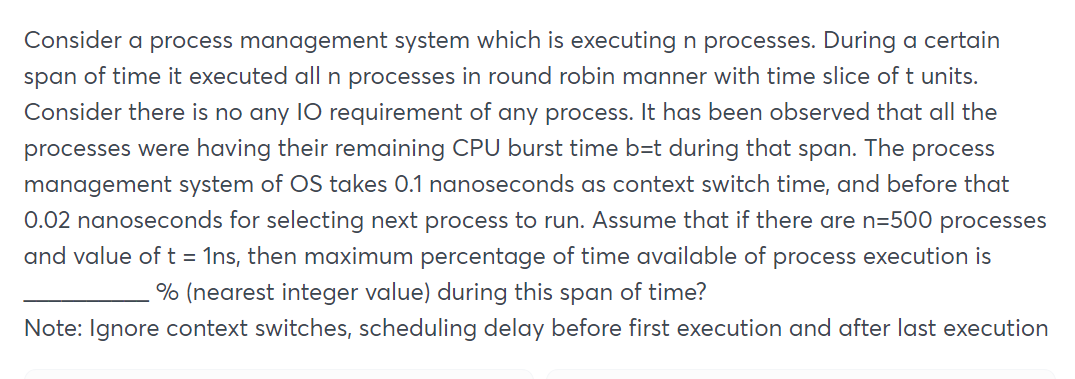 Consider a process management system which is executing n processes. During a certain
span of time it executed all n processes in round robin manner with time slice of t units.
Consider there is no any IO requirement of any process. It has been observed that all the
processes were having their remaining CPU burst time b=t during that span. The process
management system of OS takes 0.1 nanoseconds as context switch time, and before that
0.02 nanoseconds for selecting next process to run. Assume that if there are n=500 processes
and value of t = 1ns, then maximum percentage of time available of process execution is
__________ % (nearest integer value) during this span of time?
Note: Ignore context switches, scheduling delay before first execution and after last execution